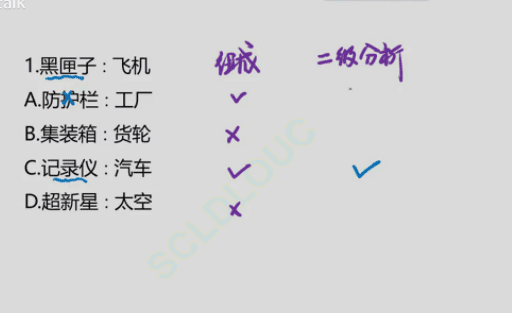 talk
1.黑匣子：飞机 组成 二级分析
A.防护栏：工厂 ✓
B.集装箱：货轮 ×
C.记录仪：汽车 ✓ ✓
D.超新星：太空 ×
SCLDLOUC